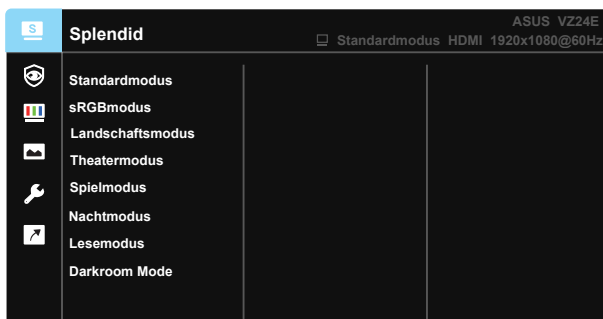 S
Splendid
ASUS VZ24E
Standardmodus HDMI 1920x1080@60Hz
Standardmodus
sRGBmodus
Landschaftsmodus
Theatermodus
Spielmodus
Nachtmodus
Lesemodus
Darkroom Mode